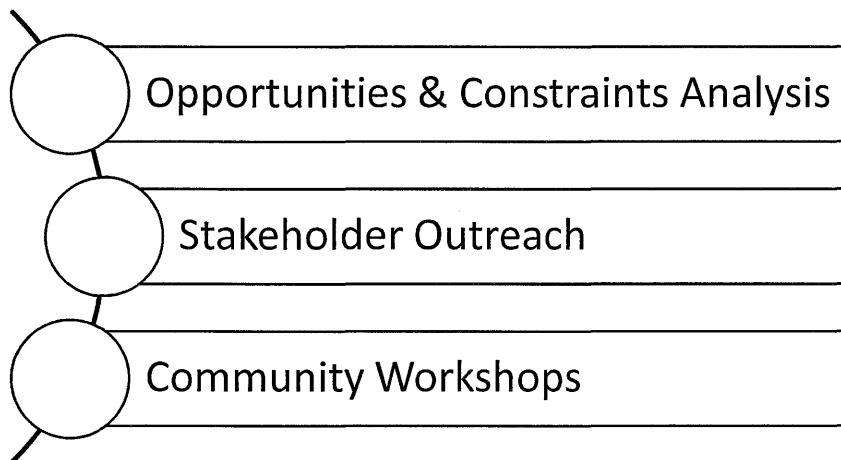 Opportunities & Constraints Analysis
Stakeholder Outreach
Community Workshops